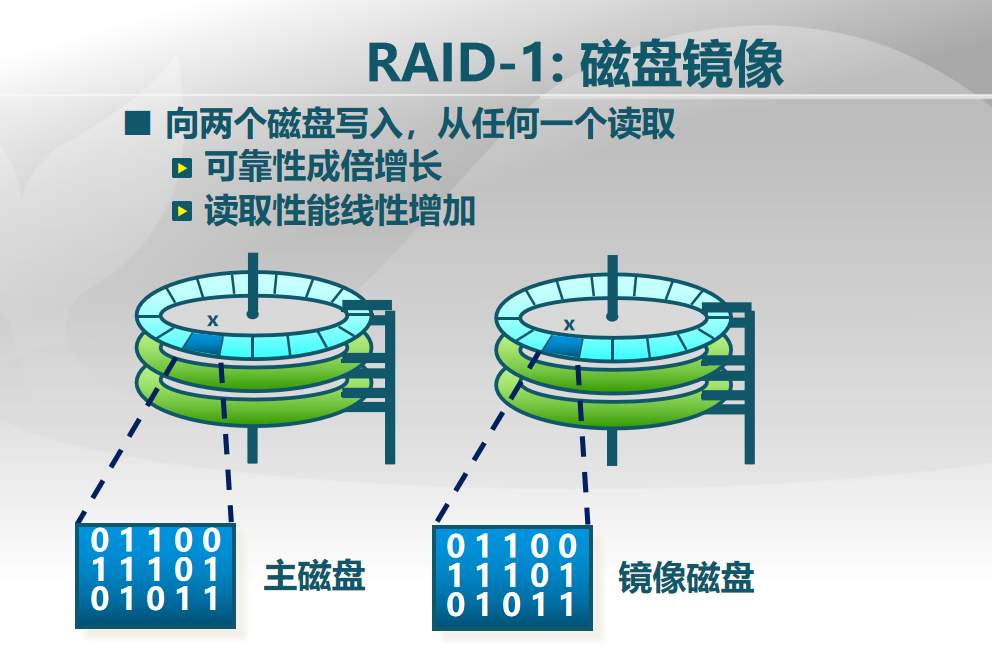 RAID-1: 磁盘镜像
向两个磁盘写入，从任何一个读取
可靠性成倍增长
读取性能线性增加
x
x
0 1 1 0 0
1 1 1 0 1
0 1 0 1 1
主磁盘
0 1 1 0 0
1 1 1 0 1
0 1 0 1 1
镜像磁盘